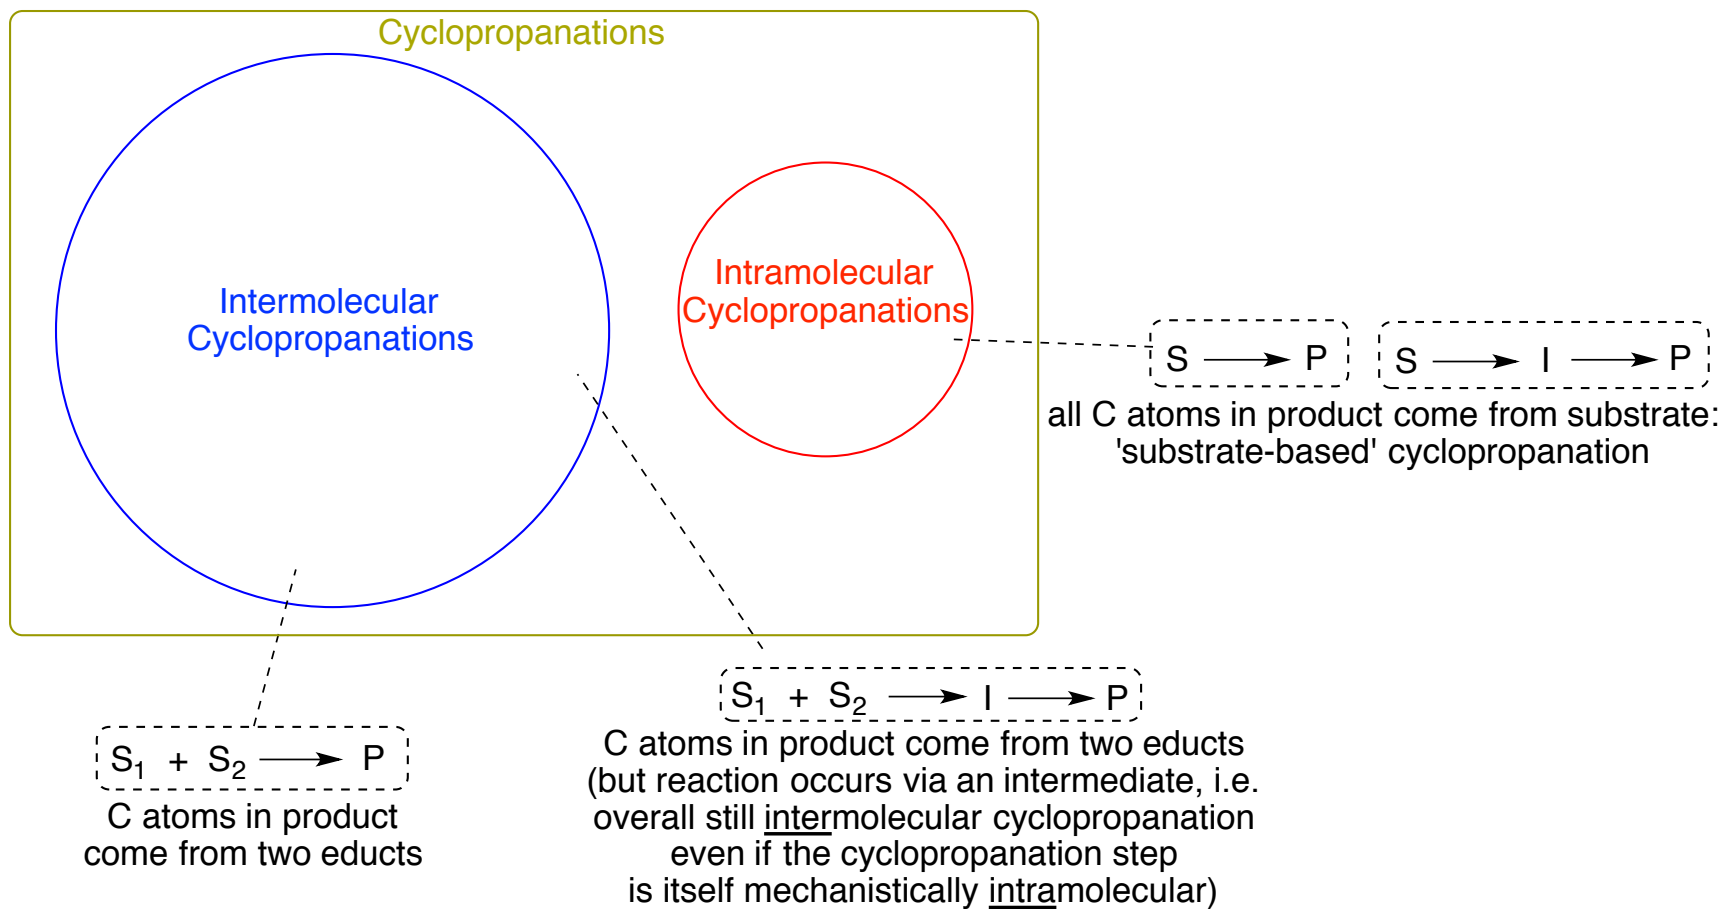 Cyclopropanations
Intermolecular
Cyclopropanations
Intramolecular
Cyclopropanations
S P
S I P
all C atoms in product come from substrate:
'substrate-based' cyclopropanation
S₁ + S₂ P
C atoms in product
come from two educts
S₁ + S₂ I P
C atoms in product come from two educts
(but reaction occurs via an intermediate, i.e.
overall still intermolecular cyclopropanation
even if the cyclopropanation step
is itself mechanistically intramolecular)